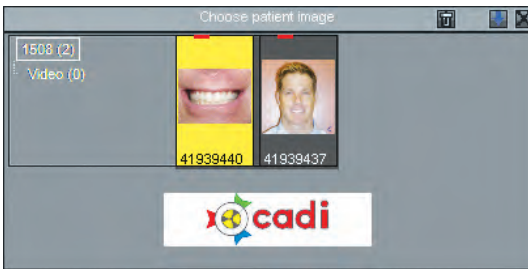 Choose patient image
1508 (2)
Video (0)
41939440
41939437
cadi